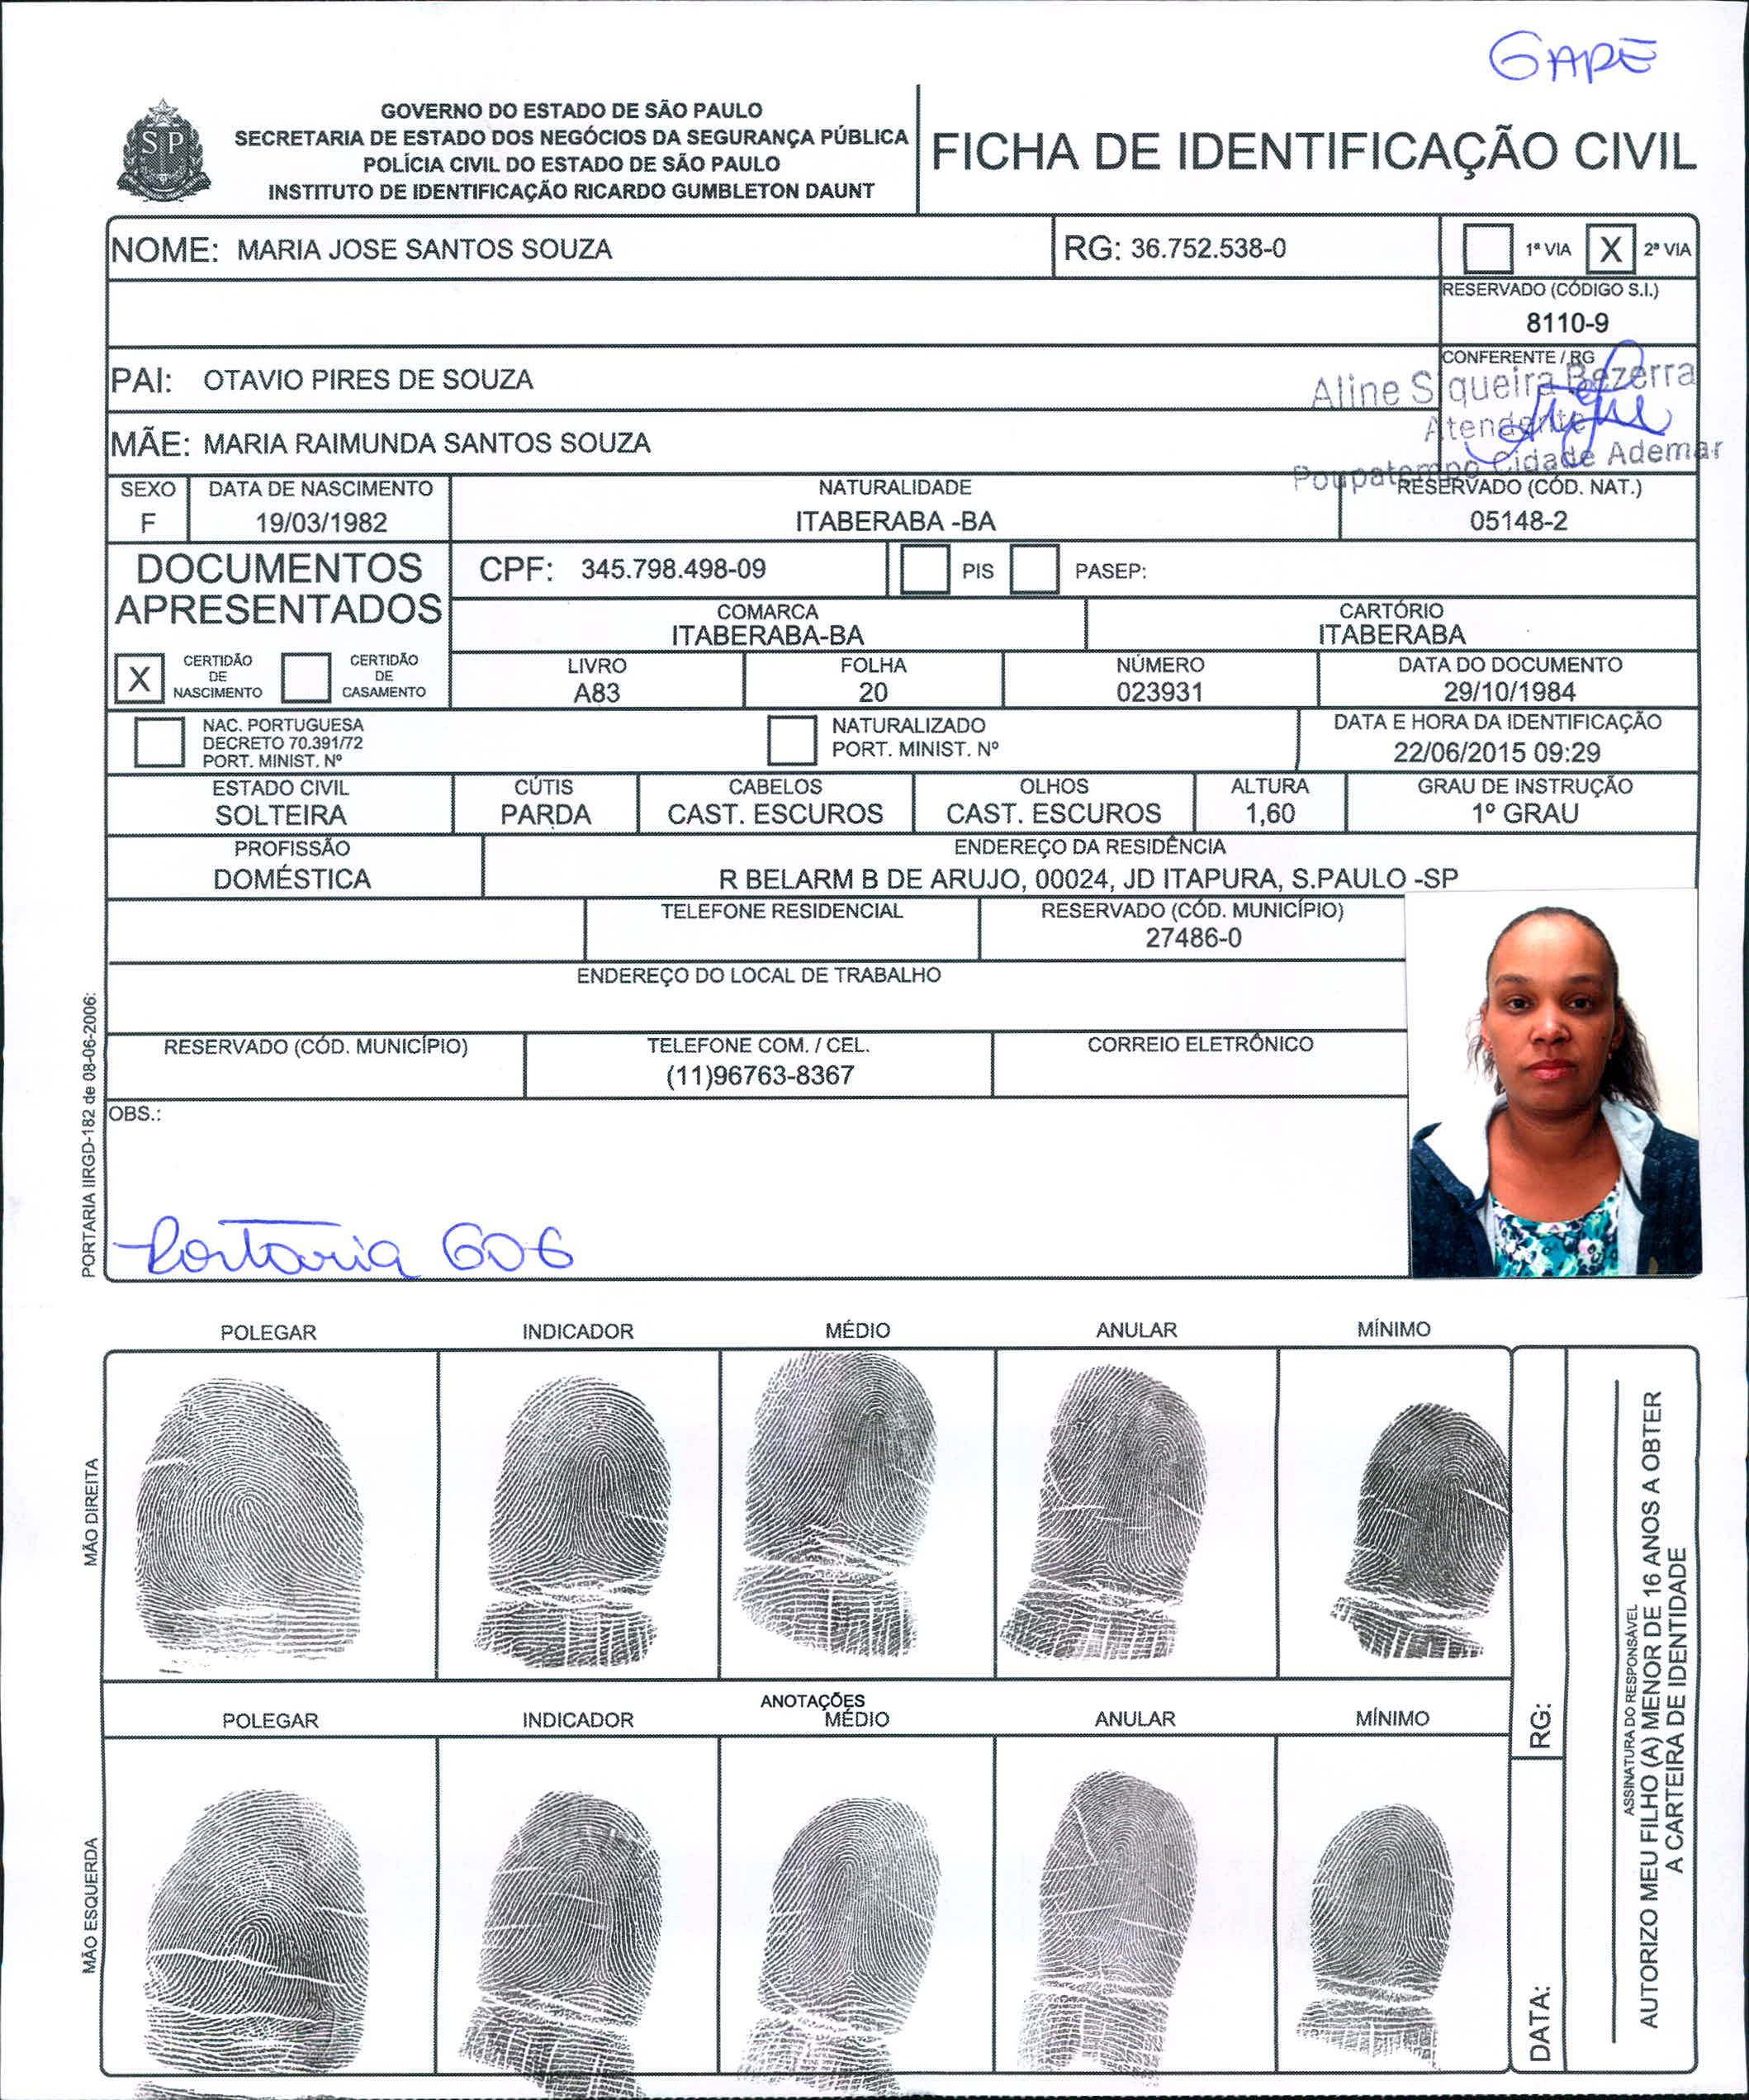 GAPE
GOVERNO DO ESTADO DE SÃO PAULO
SECRETARIA DE ESTADO DOS NEGÓCIOS DA SEGURANÇA PÚBLICA
POLÍCIA CIVIL DO ESTADO DE SÃO PAULO
INSTITUTO DE IDENTIFICAÇÃO RICARDO GUMBLETON DAUNT
SP
FICHA DE IDENTIFICAÇÃO CIVIL
NOME: MARIA JOSE SANTOS SOUZA
RG: 36.752.538-0
1ª VIA X 2ª VIA
RESERVADO (CÓDIGO S.I.)
8110-9
PAI: OTAVIO PIRES DE SOUZA
CONFERENTE / RG
Aline Siqueira Bezerra
Atendente
Poupatempo Cidade Ademar
MÃE: MARIA RAIMUNDA SANTOS SOUZA
SEXO
F
DATA DE NASCIMENTO
19/03/1982
NATURALIDADE
ITABERABA -BA
RESERVADO (CÓD. NAT.)
05148-2
DOCUMENTOS
APRESENTADOS
CPF: 345.798.498-09
PIS
PASEP:
COMARCA
ITABERABA-BA
CARTÓRIO
ITABERABA
X CERTIDÃO
DE
NASCIMENTO
CERTIDÃO
DE
CASAMENTO
LIVRO
A83
FOLHA
20
NÚMERO
023931
DATA DO DOCUMENTO
29/10/1984
NAC. PORTUGUESA
DECRETO 70.391/72
PORT. MINIST. Nº
NATURALIZADO
PORT. MINIST. Nº
DATA E HORA DA IDENTIFICAÇÃO
22/06/2015 09:29
ESTADO CIVIL
SOLTEIRA
CÚTIS
PARDA
CABELOS
CAST. ESCUROS
OLHOS
CAST. ESCUROS
ALTURA
1,60
GRAU DE INSTRUÇÃO
1º GRAU
PROFISSÃO
DOMÉSTICA
ENDEREÇO DA RESIDÊNCIA
R BELARM B DE ARUJO, 00024, JD ITAPURA, S.PAULO -SP
TELEFONE RESIDENCIAL
RESERVADO (CÓD. MUNICÍPIO)
27486-0
ENDEREÇO DO LOCAL DE TRABALHO
RESERVADO (CÓD. MUNICÍPIO)
TELEFONE COM. / CEL.
(11)96763-8367
CORREIO ELETRÔNICO
OBS.:
Portaria 606
PORTARIA IIRGD-182 de 08-06-2006:
POLEGAR INDICADOR MÉDIO ANULAR MÍNIMO
MÃO DIREITA
ANOTAÇÕES
POLEGAR INDICADOR MÉDIO ANULAR MÍNIMO
MÃO ESQUERDA
RG:
DATA:
ASSINATURA DO RESPONSÁVEL
AUTORIZO MEU FILHO (A) MENOR DE 16 ANOS A OBTER
A CARTEIRA DE IDENTIDADE